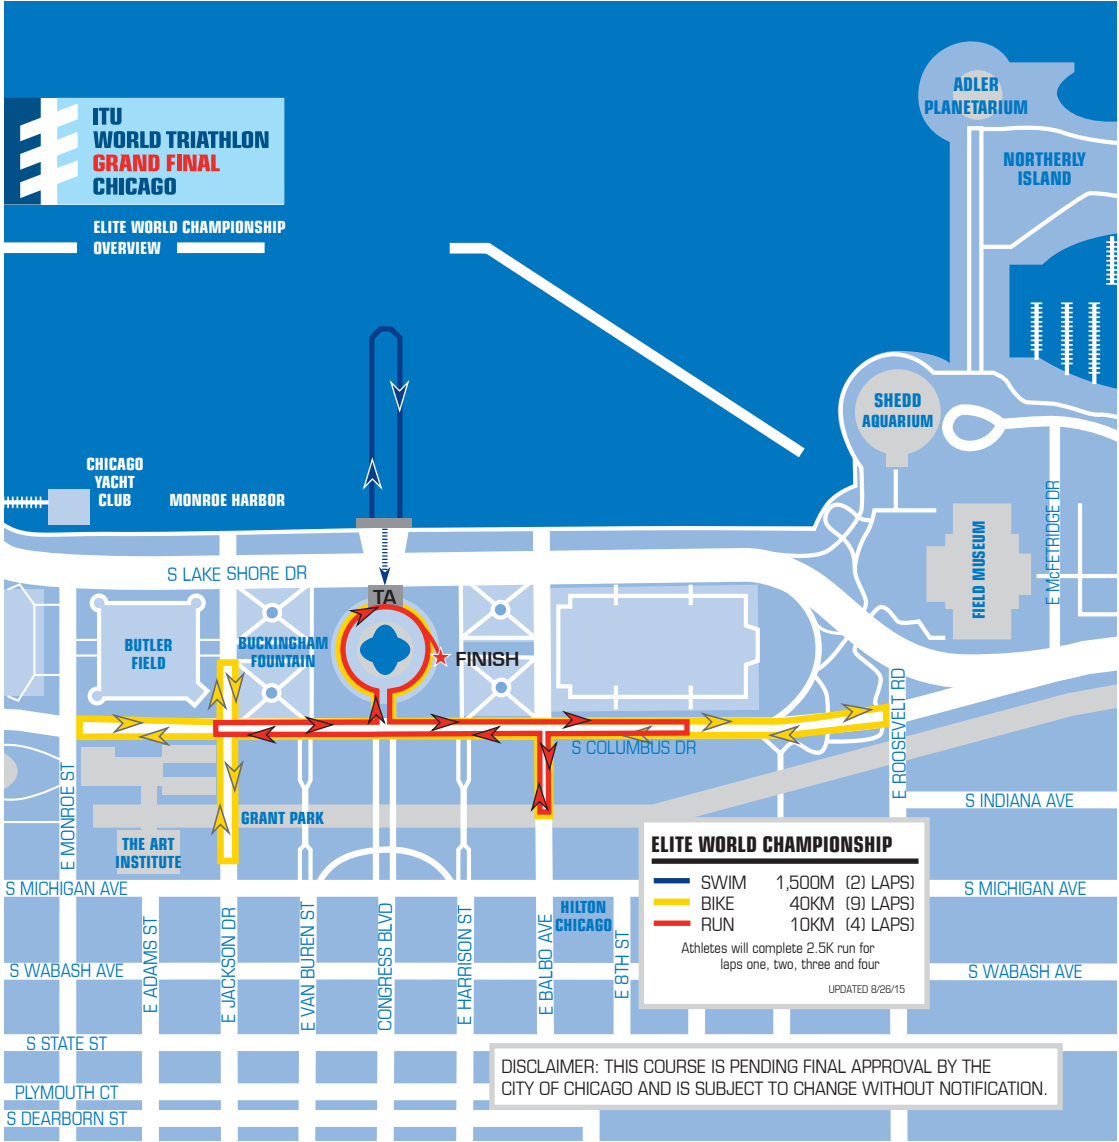 ADLER
PLANETARIUM
ITU
WORLD TRIATHLON
GRAND FINAL
CHICAGO
NORTHERLY
ISLAND
ELITE WORLD CHAMPIONSHIP
OVERVIEW
SHEDD
AQUARIUM
CHICAGO
YACHT
CLUB
MONROE HARBOR
E McFETRIDGE DR
FIELD MUSEUM
S LAKE SHORE DR
TA
BUTLER
FIELD
BUCKINGHAM
FOUNTAIN
FINISH
E ROOSEVELT RD
S COLUMBUS DR
E MONROE ST
GRANT PARK
THE ART
INSTITUTE
S INDIANA AVE
ELITE WORLD CHAMPIONSHIP
SWIM 1,500M (2) LAPS)
BIKE 40KM (9) LAPS)
RUN 10KM (4) LAPS)
Athletes will complete 2.5K run for
laps one, two, three and four
UPDATED 8/26/15
S MICHIGAN AVE
S MICHIGAN AVE
HILTON
CHICAGO
E ADAMS ST
E JACKSON DR
E VAN BUREN ST
CONGRESS BLVD
E HARRISON ST
E BALBO AVE
E 8TH ST
S WABASH AVE
S WABASH AVE
S STATE ST
DISCLAIMER: THIS COURSE IS PENDING FINAL APPROVAL BY THE
CITY OF CHICAGO AND IS SUBJECT TO CHANGE WITHOUT NOTIFICATION.
PLYMOUTH CT
S DEARBORN ST